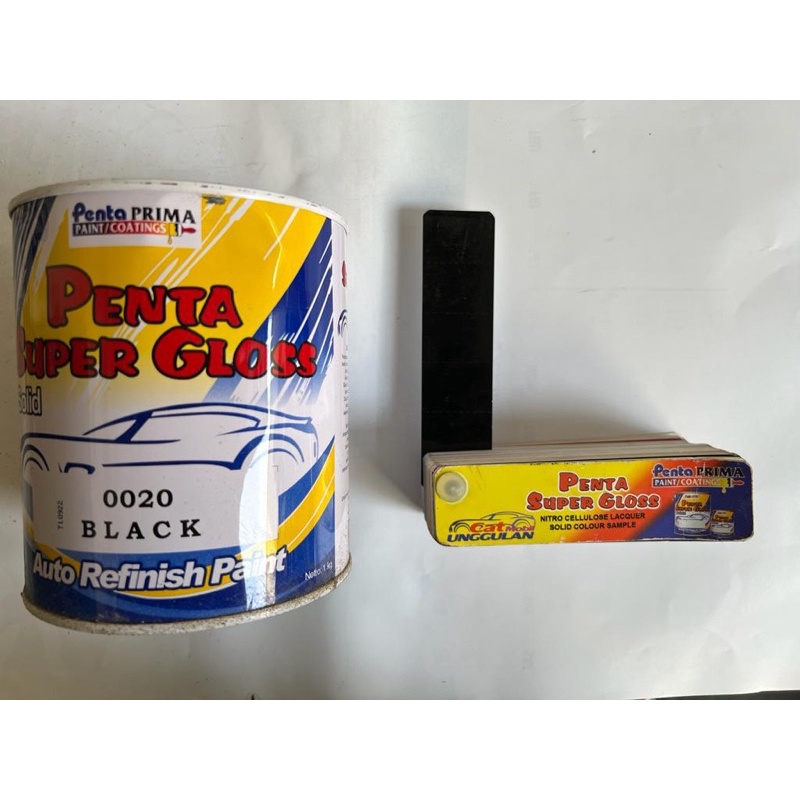 Penta PRIMA
PAINT/COATINGS
PENTA
SUPER GLOSS
Solid
0020
BLACK
T10922
Auto Refinish Paint
Netto: 1 kg
Penta PRIMA
PAINT/COATINGS
PENTA
SUPER GLOSS
NITRO CELLULOSE LACQUER
SOLID COLOUR SAMPLE
Cat Mobil
UNGGULAN